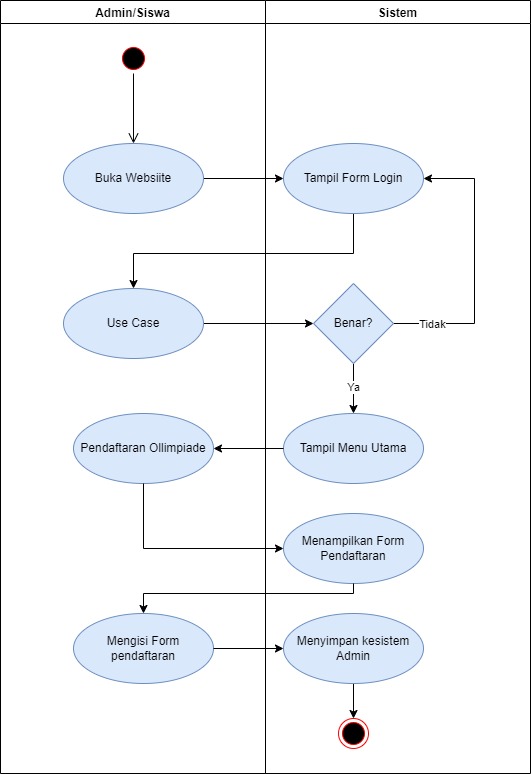 Admin/Siswa
Sistem
Buka Websiite
Tampil Form Login
Use Case
Benar?
Tidak
Ya
Pendaftaran Ollimpiade
Tampil Menu Utama
Menampilkan Form
Pendaftaran
Mengisi Form
pendaftaran
Menyimpan kesistem
Admin